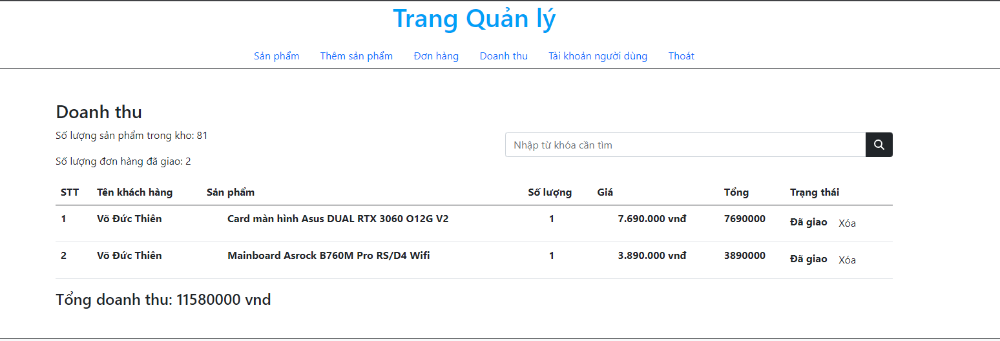 Trang Quản lý
Sản phẩm Thêm sản phẩm Đơn hàng Doanh thu Tài khoản người dùng Thoát
Doanh thu
Số lượng sản phẩm trong kho: 81
Nhập từ khóa cần tìm
Số lượng đơn hàng đã giao: 2
STT Tên khách hàng Sản phẩm Số lượng Giá Tổng Trạng thái
1 Võ Đức Thiên Card màn hình Asus DUAL RTX 3060 O12G V2 1 7.690.000 vnđ 7690000 Đã giao Xóa
2 Võ Đức Thiên Mainboard Asrock B760M Pro RS/D4 Wifi 1 3.890.000 vnđ 3890000 Đã giao Xóa
Tổng doanh thu: 11580000 vnd